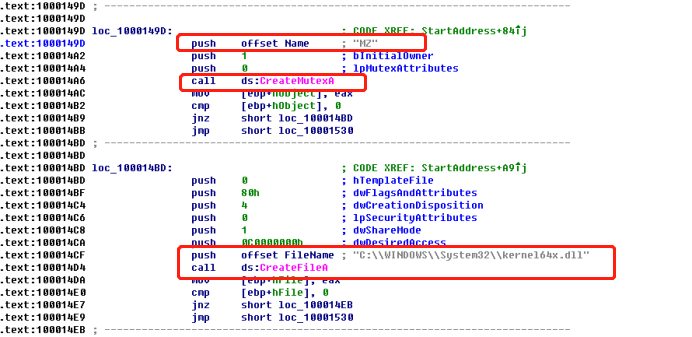 .text:1000149D ; ---------------------------------------------------------------------------
.text:1000149D
.text:1000149D loc_1000149D: ; CODE XREF: StartAddress+84↑j
.text:1000149D push offset Name ; "MZ"
.text:100014A2 push 1 ; bInitialOwner
.text:100014A4 push 0 ; lpMutexAttributes
.text:100014A6 call ds:CreateMutexA
.text:100014AC mov [ebp+hObject], eax
.text:100014B2 cmp [ebp+hObject], 0
.text:100014B9 jnz short loc_100014BD
.text:100014BB jmp short loc_10001530
.text:100014BD ; ---------------------------------------------------------------------------
.text:100014BD
.text:100014BD loc_100014BD: ; CODE XREF: StartAddress+A9↑j
.text:100014BD push 0 ; hTemplateFile
.text:100014BF push 80h ; dwFlagsAndAttributes
.text:100014C4 push 4 ; dwCreationDisposition
.text:100014C6 push 0 ; lpSecurityAttributes
.text:100014C8 push 1 ; dwShareMode
.text:100014CA push 0C0000000h ; dwDesiredAccess
.text:100014CF push offset FileName ; "C:\\WINDOWS\\System32\\kernel64x.dll"
.text:100014D4 call ds:CreateFileA
.text:100014DA mov [ebp+hFile], eax
.text:100014E0 cmp [ebp+hFile], 0
.text:100014E7 jnz short loc_100014EB
.text:100014E9 jmp short loc_10001530
.text:100014EB ; ---------------------------------------------------------------------------